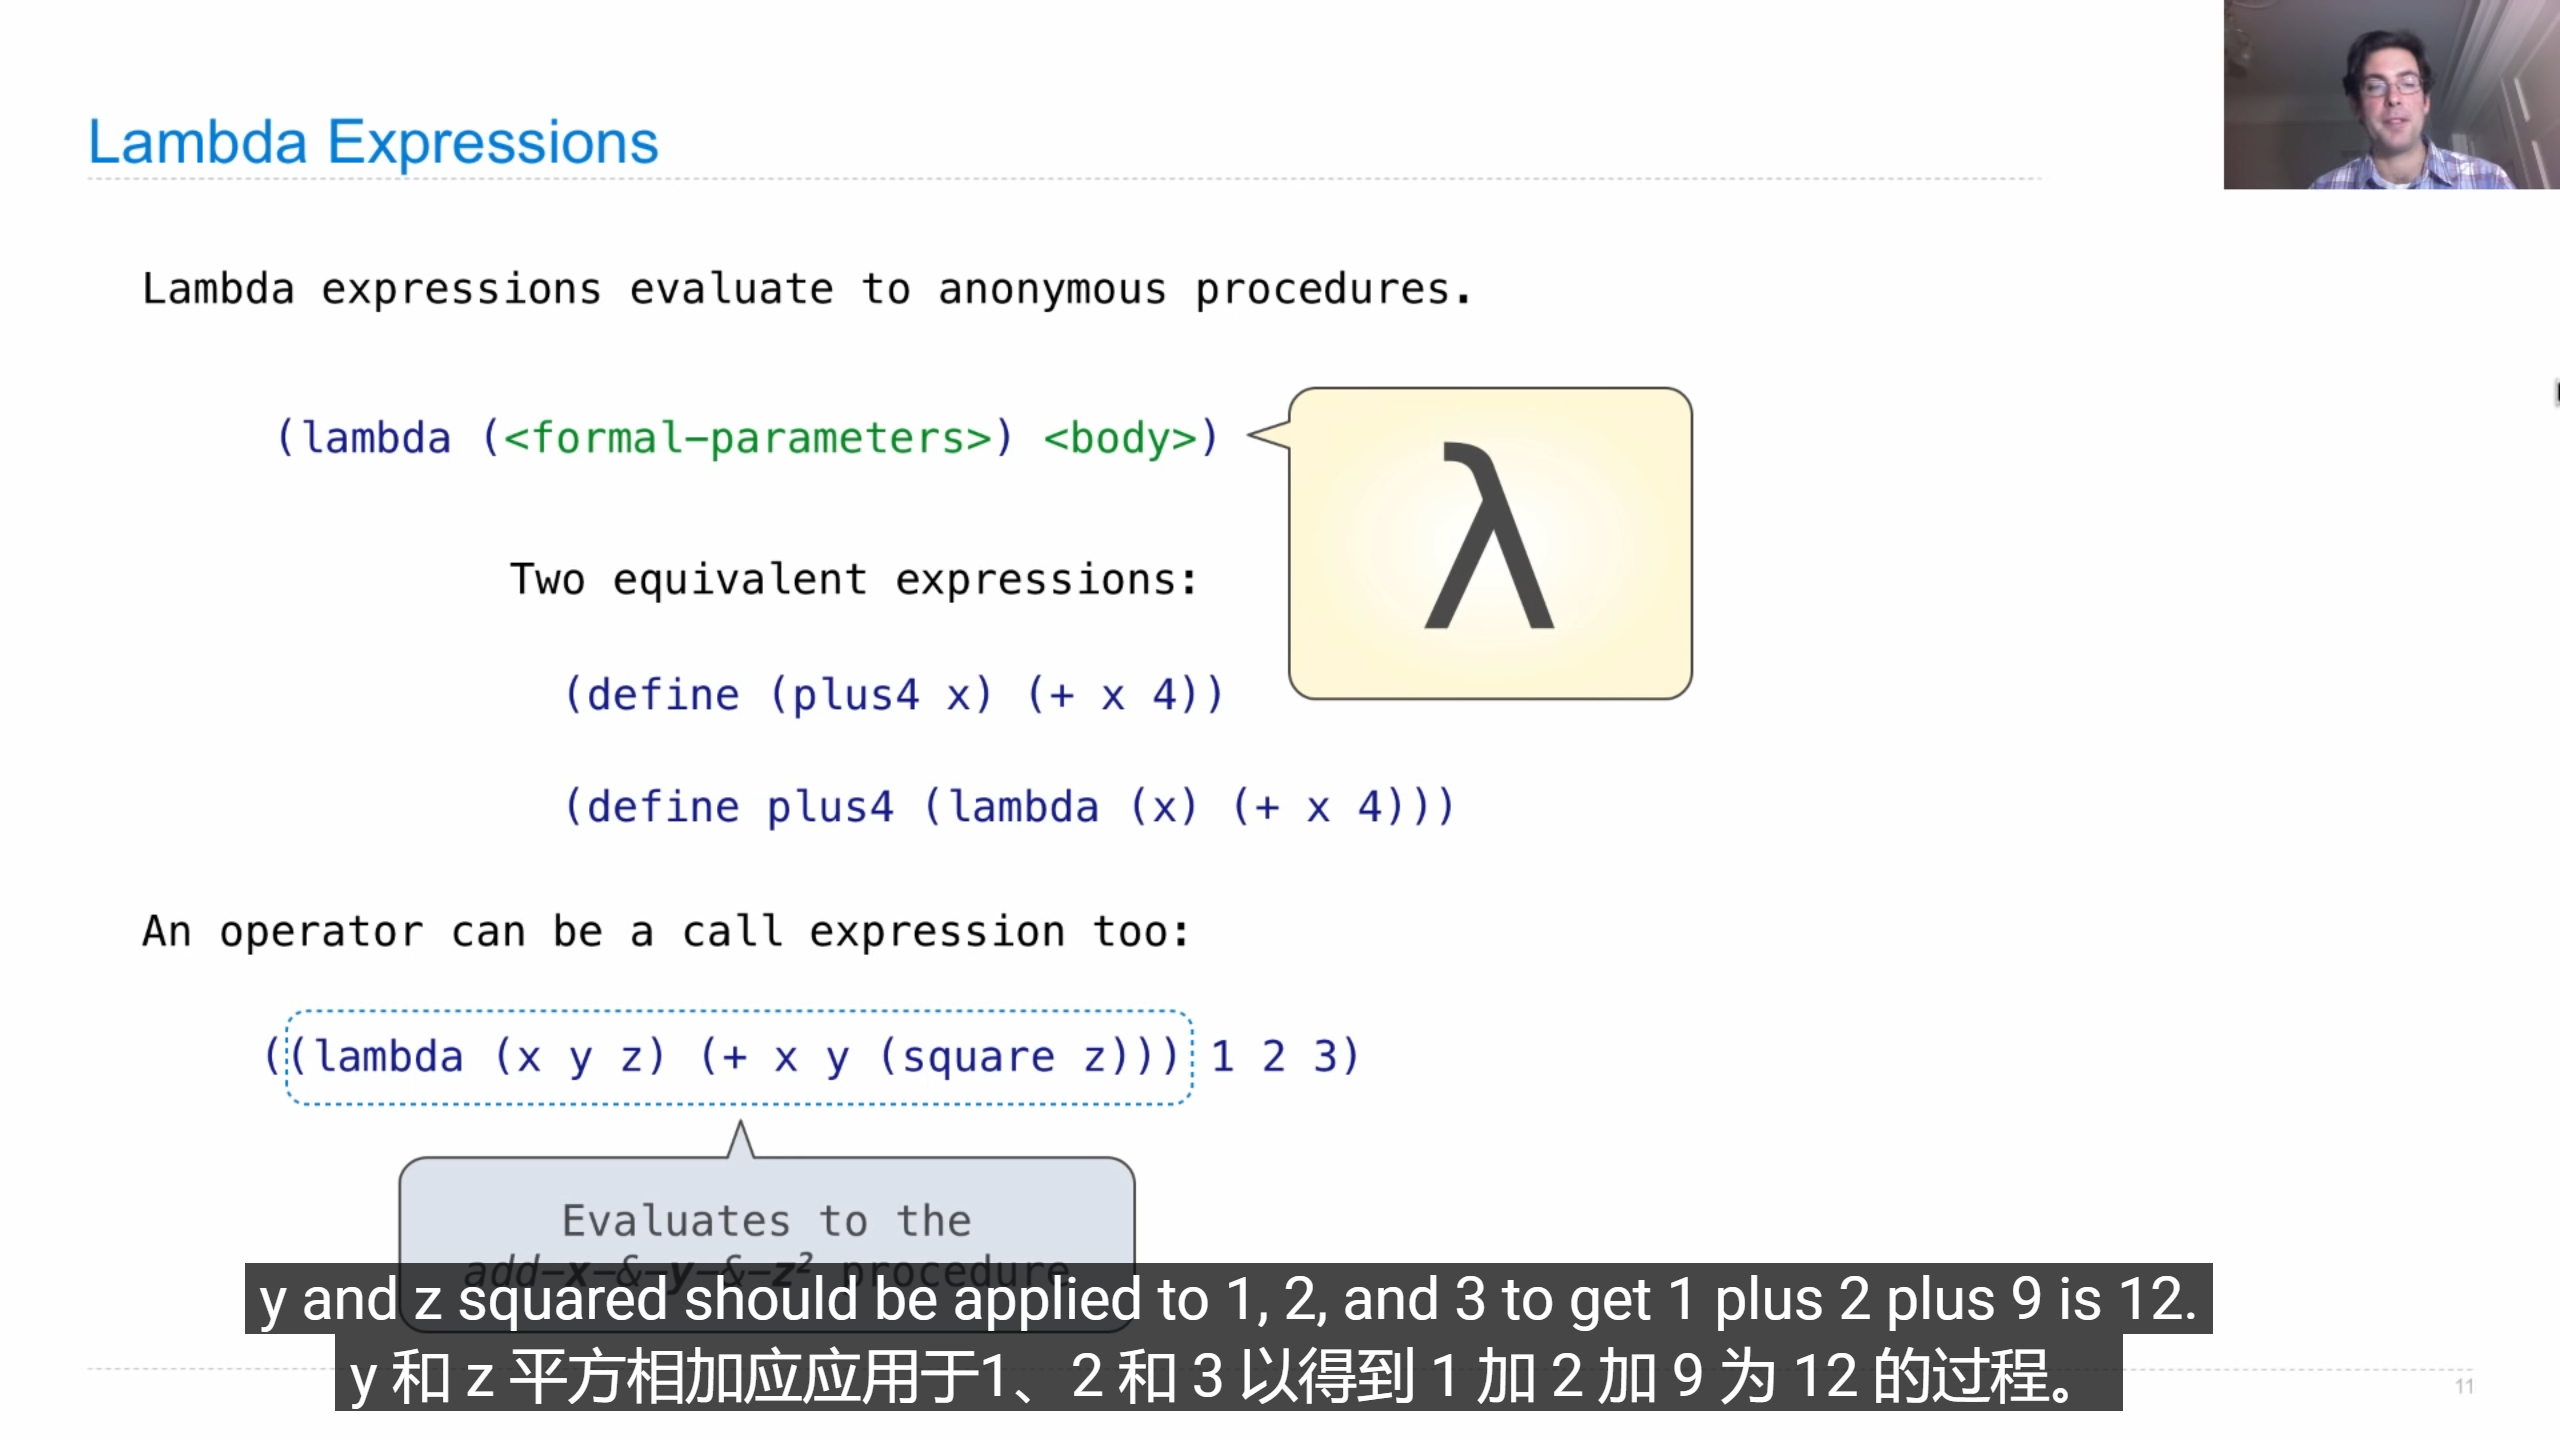 Lambda Expressions
Lambda expressions evaluate to anonymous procedures.
(lambda (<formal-parameters>) <body>)
λ
Two equivalent expressions:
(define (plus4 x) (+ x 4))
(define plus4 (lambda (x) (+ x 4)))
An operator can be a call expression too:
((lambda (x y z) (+ x y (square z))) 1 2 3)
Evaluates to the
add-x-&-y-&-z² procedure
y and z squared should be applied to 1, 2, and 3 to get 1 plus 2 plus 9 is 12.
y 和 z 平方相加应应用于1、2 和 3 以得到 1 加 2 加 9 为 12 的过程。
11